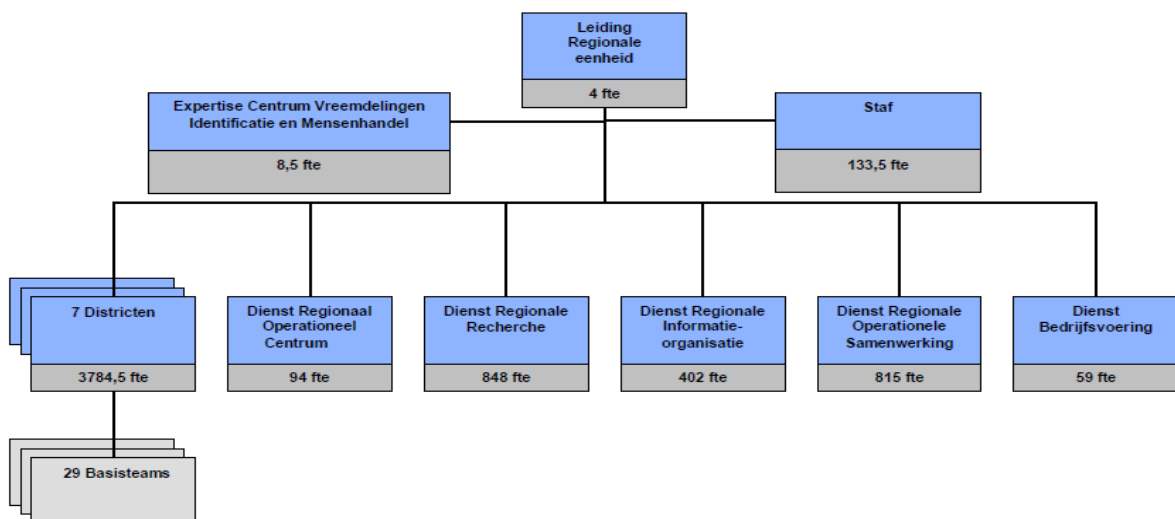 Leiding
Regionale
eenheid
4 fte
Expertise Centrum Vreemdelingen
Identificatie en Mensenhandel
8,5 fte
Staf
133,5 fte
7 Districten
3784,5 fte
Dienst Regionaal
Operationeel
Centrum
94 fte
Dienst Regionale
Recherche
848 fte
Dienst Regionale
Informatie-
organisatie
402 fte
Dienst Regionale
Operationele
Samenwerking
815 fte
Dienst
Bedrijfsvoering
59 fte
29 Basisteams